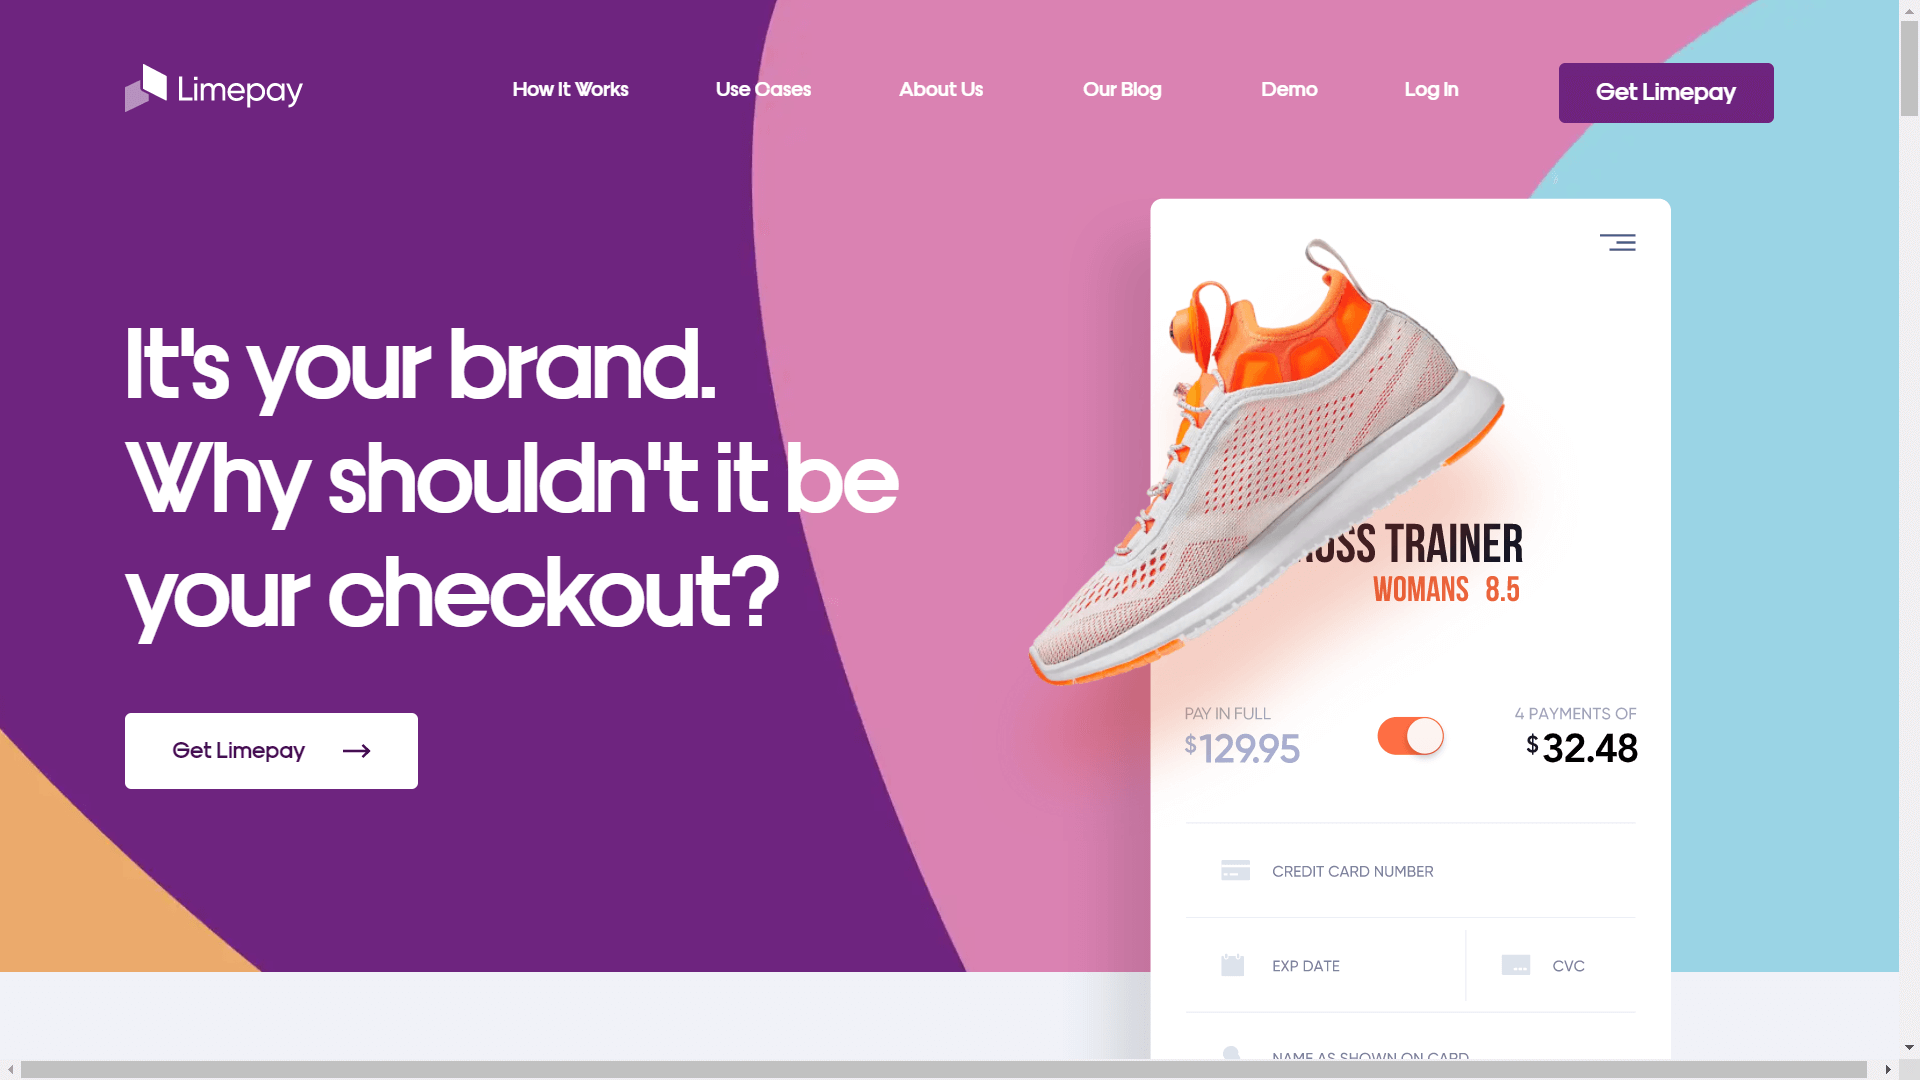 Limepay
How It Works
Use Cases
About Us
Our Blog
Demo
Log In
Get Limepay
It's your brand.
Why shouldn't it be
your checkout?
Get Limepay
TRAINER
WOMANS 8.5
PAY IN FULL
$129.95
4 PAYMENTS OF
$32.48
CREDIT CARD NUMBER
EXP DATE
CVC
NAME AS SHOWN ON CARD